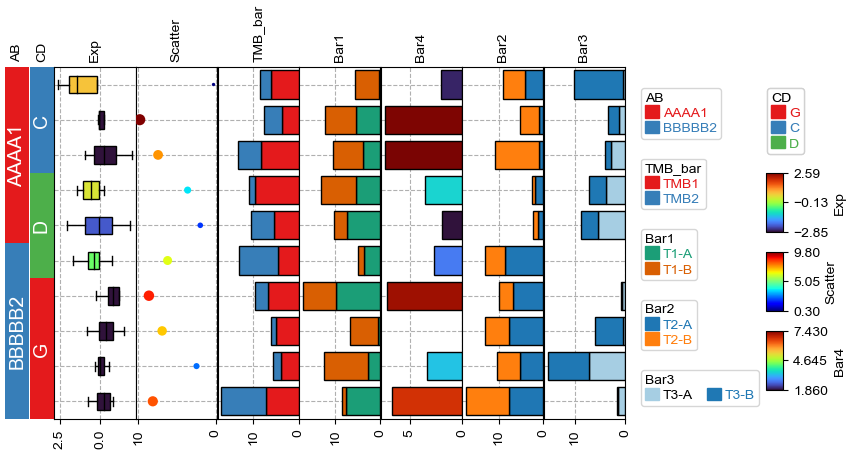 AB
CD
Exp
Scatter
TMB_bar
Bar1
Bar4
Bar2
Bar3
AAAA1
BBBBB2
C
D
G
2.5
0.0
10
0
10
0
10
0
5
0
10
0
10
0
AB
AAAA1
BBBBB2
TMB_bar
TMB1
TMB2
Bar1
T1-A
T1-B
Bar2
T2-A
T2-B
Bar3
T3-A T3-B
CD
G
C
D
2.59
−0.13
−2.85
Exp
9.80
5.05
0.30
Scatter
7.430
4.645
1.860
Bar4